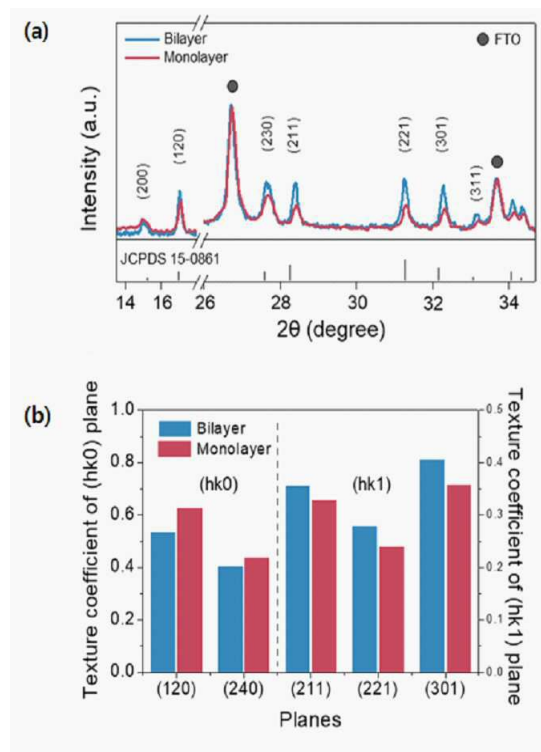 (a)
Bilayer
Monolayer
FTO
Intensity (a.u.)
(200)
(120)
(230)
(211)
(221)
(301)
(311)
JCPDS 15-0861
14 16 26 28 30 32 34
2θ (degree)
(b)
Texture coefficient of (hk0) plane
1.0
0.8
0.6
0.4
0.2
0.0
Bilayer
Monolayer
(hk0)
(hk1)
0.5
0.4
0.3
0.2
0.1
0.0
Texture coefficient of (hk1) plane
(120) (240) (211) (221) (301)
Planes